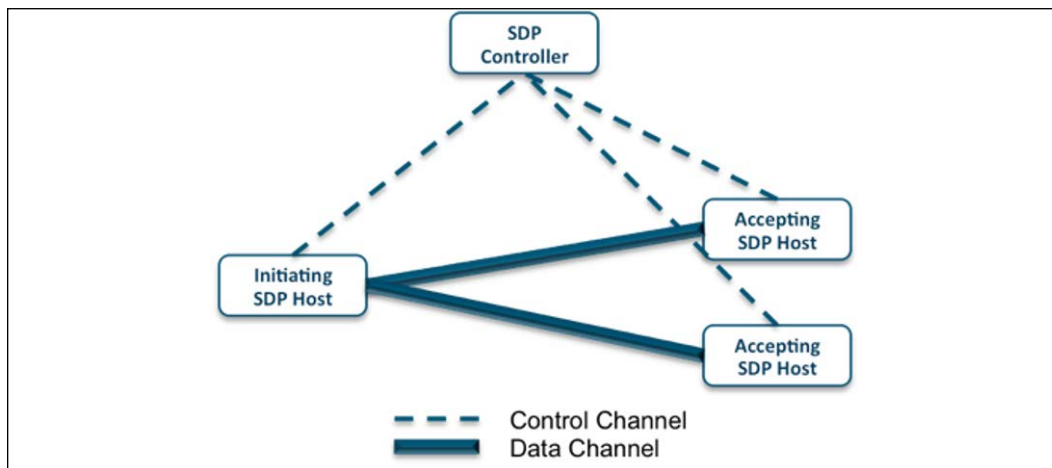 SDP
Controller
Accepting
SDP Host
Initiating
SDP Host
Accepting
SDP Host
Control Channel
Data Channel